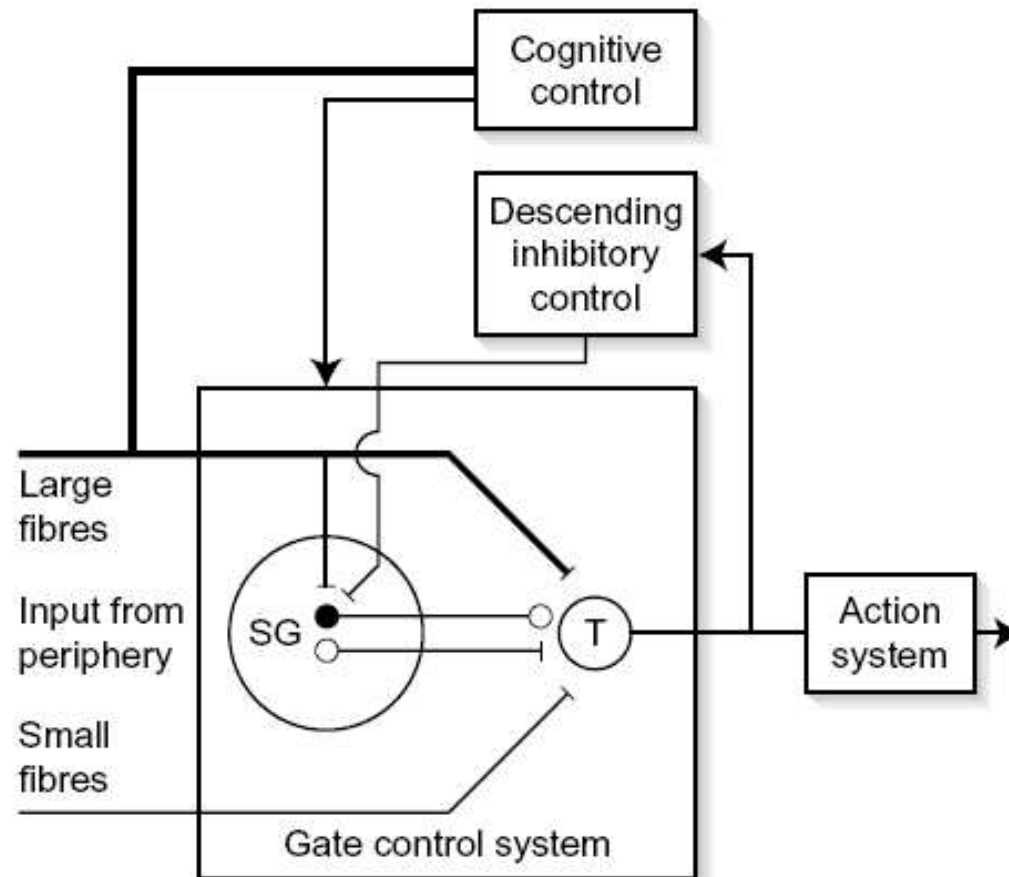 Cognitive
control
Descending
inhibitory
control
Large
fibres
Input from
periphery
SG
T
Action
system
Small
fibres
Gate control system